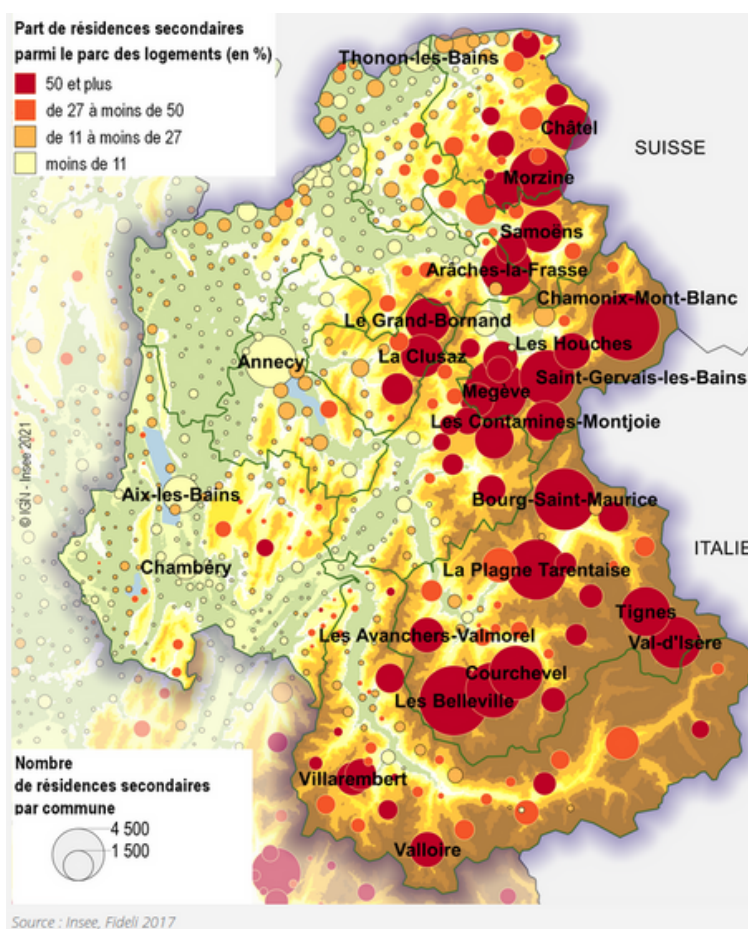 Part de résidences secondaires
parmi le parc des logements (en %)
50 et plus
de 27 à moins de 50
de 11 à moins de 27
moins de 11
Thonon-les-Bains
Châtel
SUISSE
Morzine
Samoëns
Arâches-la-Frasse
Chamonix-Mont-Blanc
Le Grand-Bornand
Les Houches
Annecy
La Clusaz
Saint-Gervais-les-Bains
Megève
Les Contamines-Montjoie
© IGN - Insee 2021
Aix-les-Bains
Bourg-Saint-Maurice
ITALIE
Chambéry
La Plagne Tarentaise
Tignes
Les Avanchers-Valmorel
Val-d'Isère
Courchevel
Les Belleville
Nombre
de résidences secondaires
par commune
4 500
1 500
Villarembert
Valloire
Source : Insee, Fideli 2017